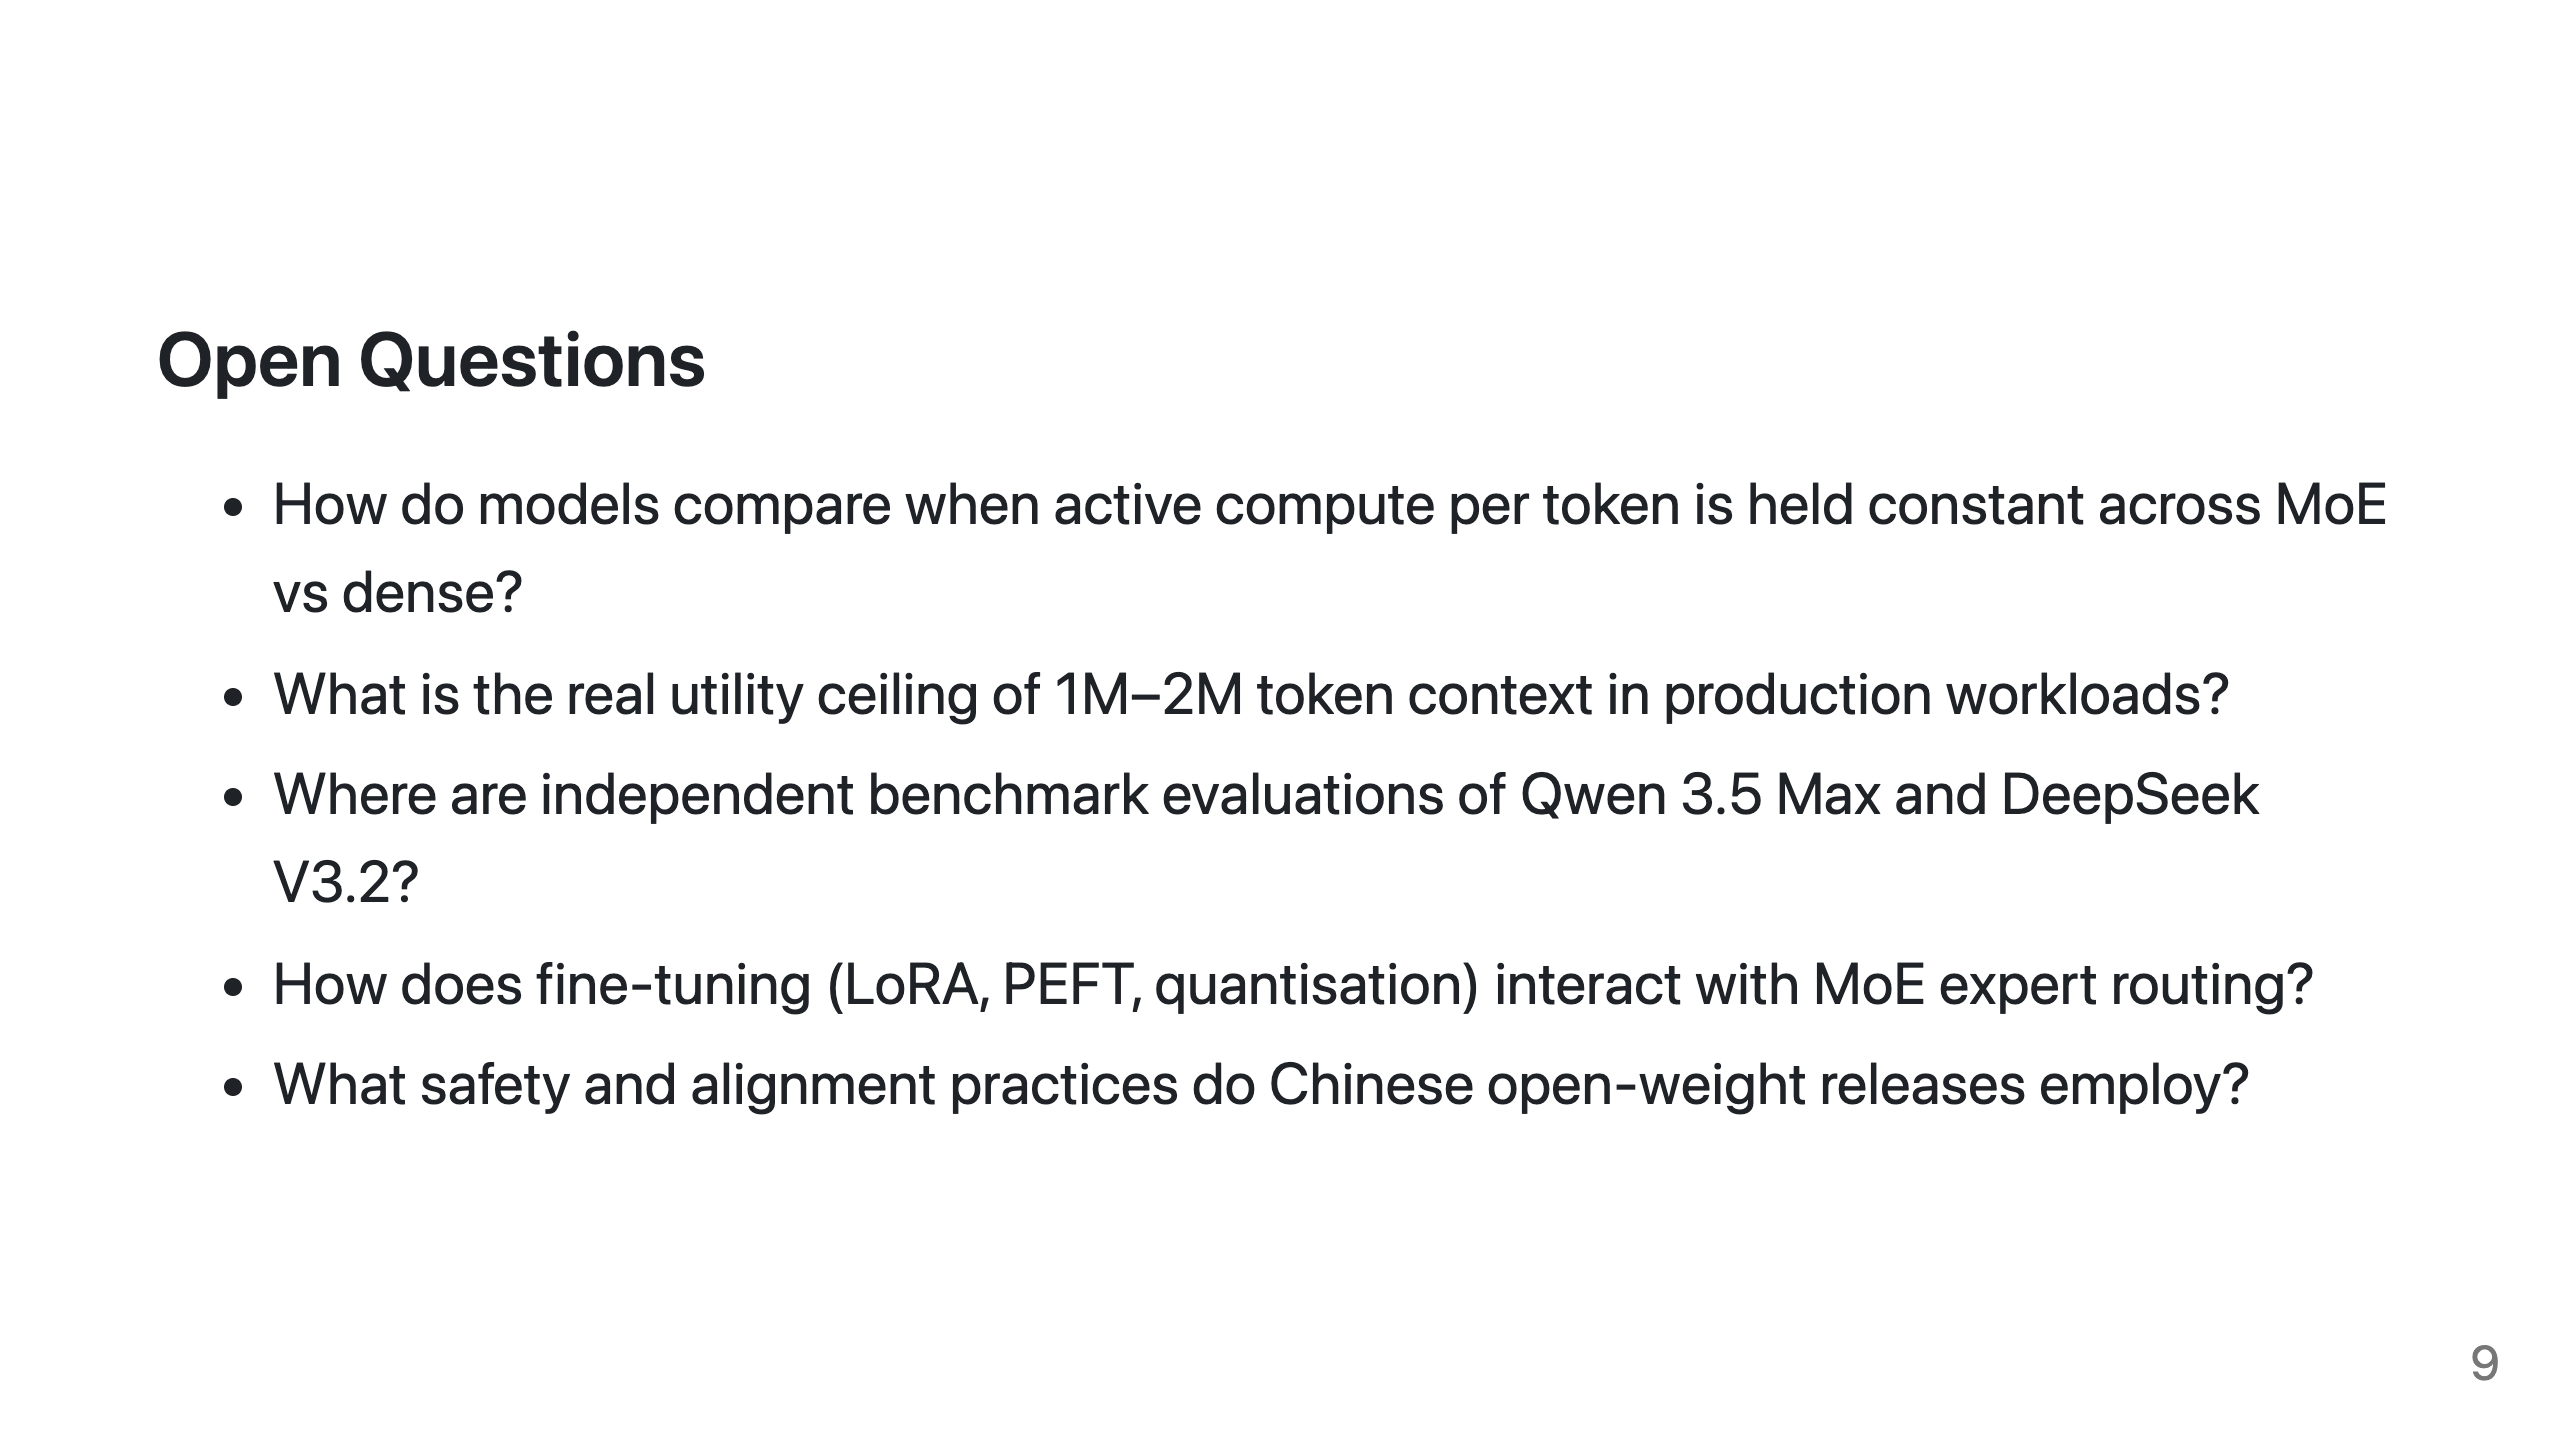 Open Questions
• How do models compare when active compute per token is held constant across MoE
vs dense?
• What is the real utility ceiling of 1M–2M token context in production workloads?
• Where are independent benchmark evaluations of Qwen 3.5 Max and DeepSeek
V3.2?
• How does fine-tuning (LoRA, PEFT, quantisation) interact with MoE expert routing?
• What safety and alignment practices do Chinese open-weight releases employ?
9